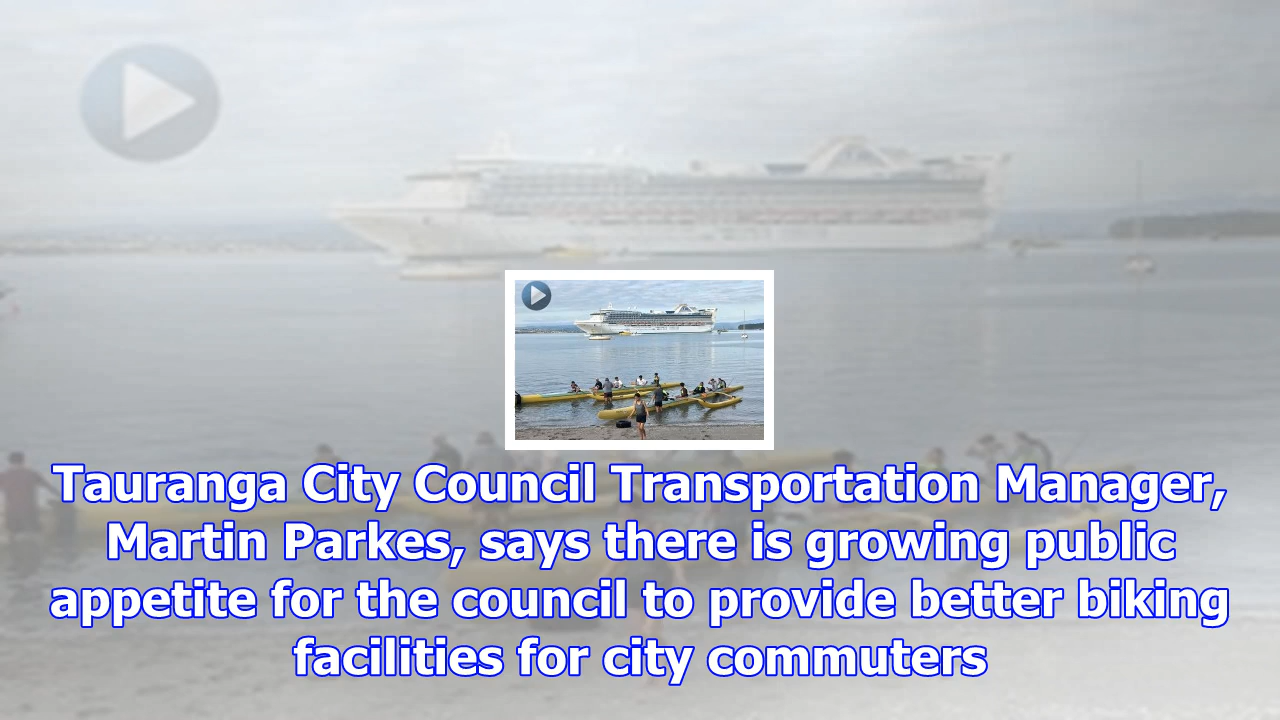 Tauranga City Council Transportation Manager,
Martin Parkes, says there is growing public
appetite for the council to provide better biking
facilities for city commuters